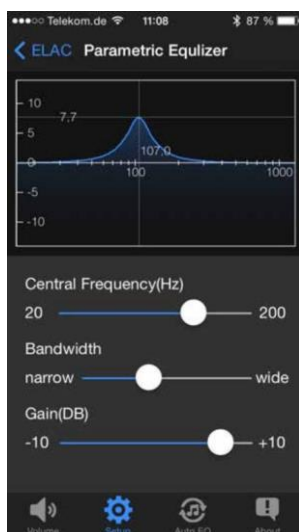 Telekom.de 11:08 87 %
ELAC Parametric Equlizer
10
7,7
5
107,0
0
100 1000
-5
-10
Central Frequency(Hz)
20 200
Bandwidth
narrow wide
Gain(DB)
-10 +10
Volume Setup Auto EQ About